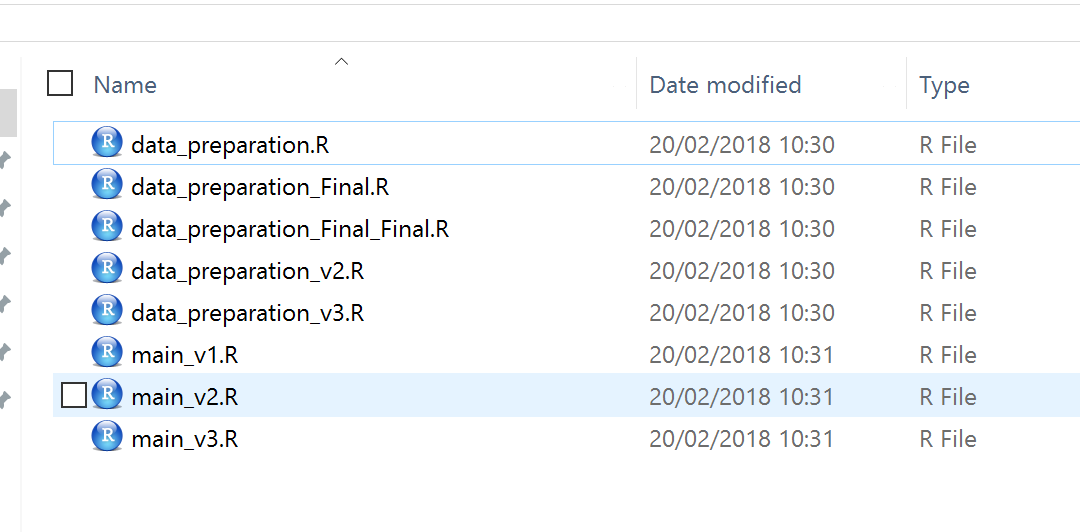 Name Date modified Type
R data_preparation.R 20/02/2018 10:30 R File
R data_preparation_Final.R 20/02/2018 10:30 R File
R data_preparation_Final_Final.R 20/02/2018 10:30 R File
R data_preparation_v2.R 20/02/2018 10:30 R File
R data_preparation_v3.R 20/02/2018 10:30 R File
R main_v1.R 20/02/2018 10:31 R File
R main_v2.R 20/02/2018 10:31 R File
R main_v3.R 20/02/2018 10:31 R File